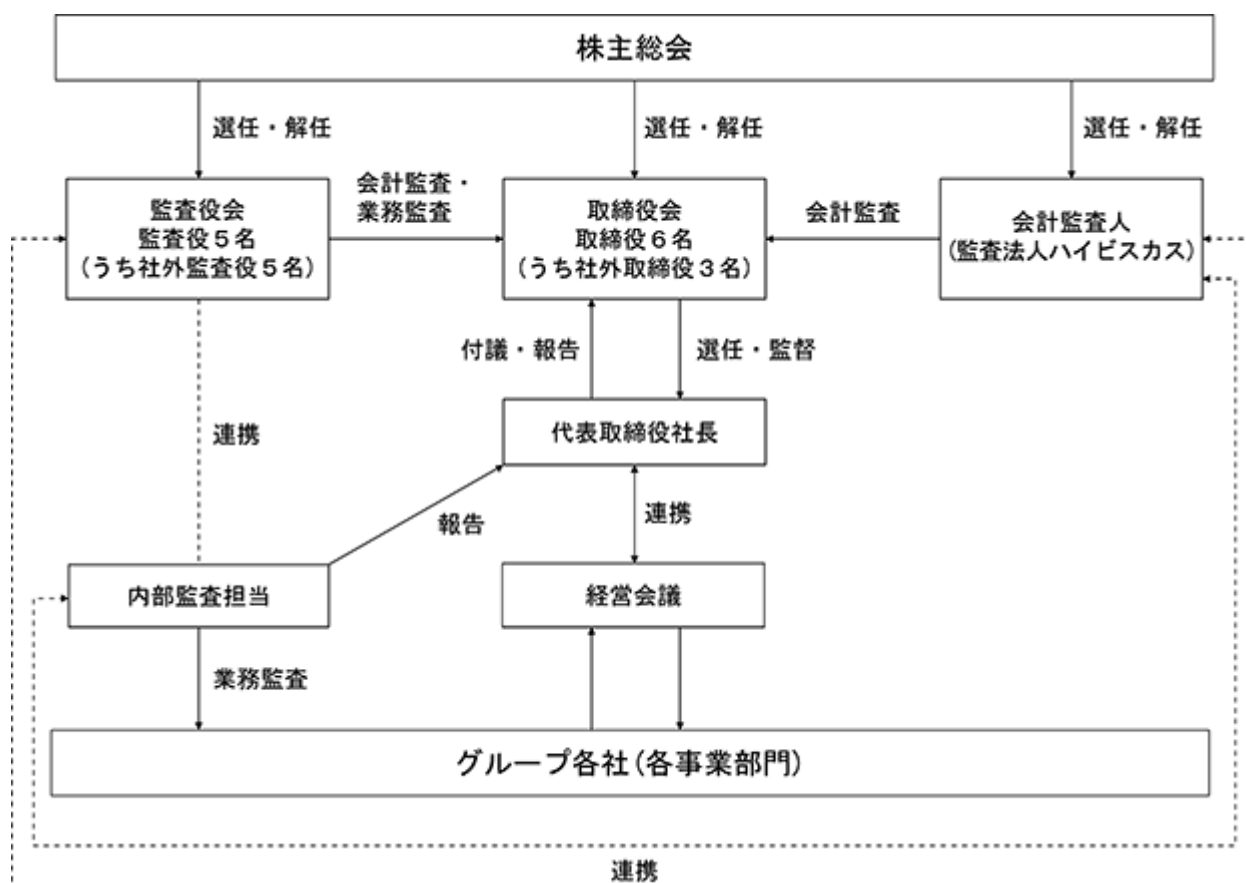 株主総会
選任・解任
選任・解任
選任・解任
監査役会
監査役５名
(うち社外監査役５名)
会計監査・
業務監査
取締役会
取締役６名
(うち社外取締役３名)
会計監査
会計監査人
(監査法人ハイビスカス)
付議・報告
選任・監督
連携
代表取締役社長
報告
連携
内部監査担当
経営会議
業務監査
グループ各社(各事業部門)
連携